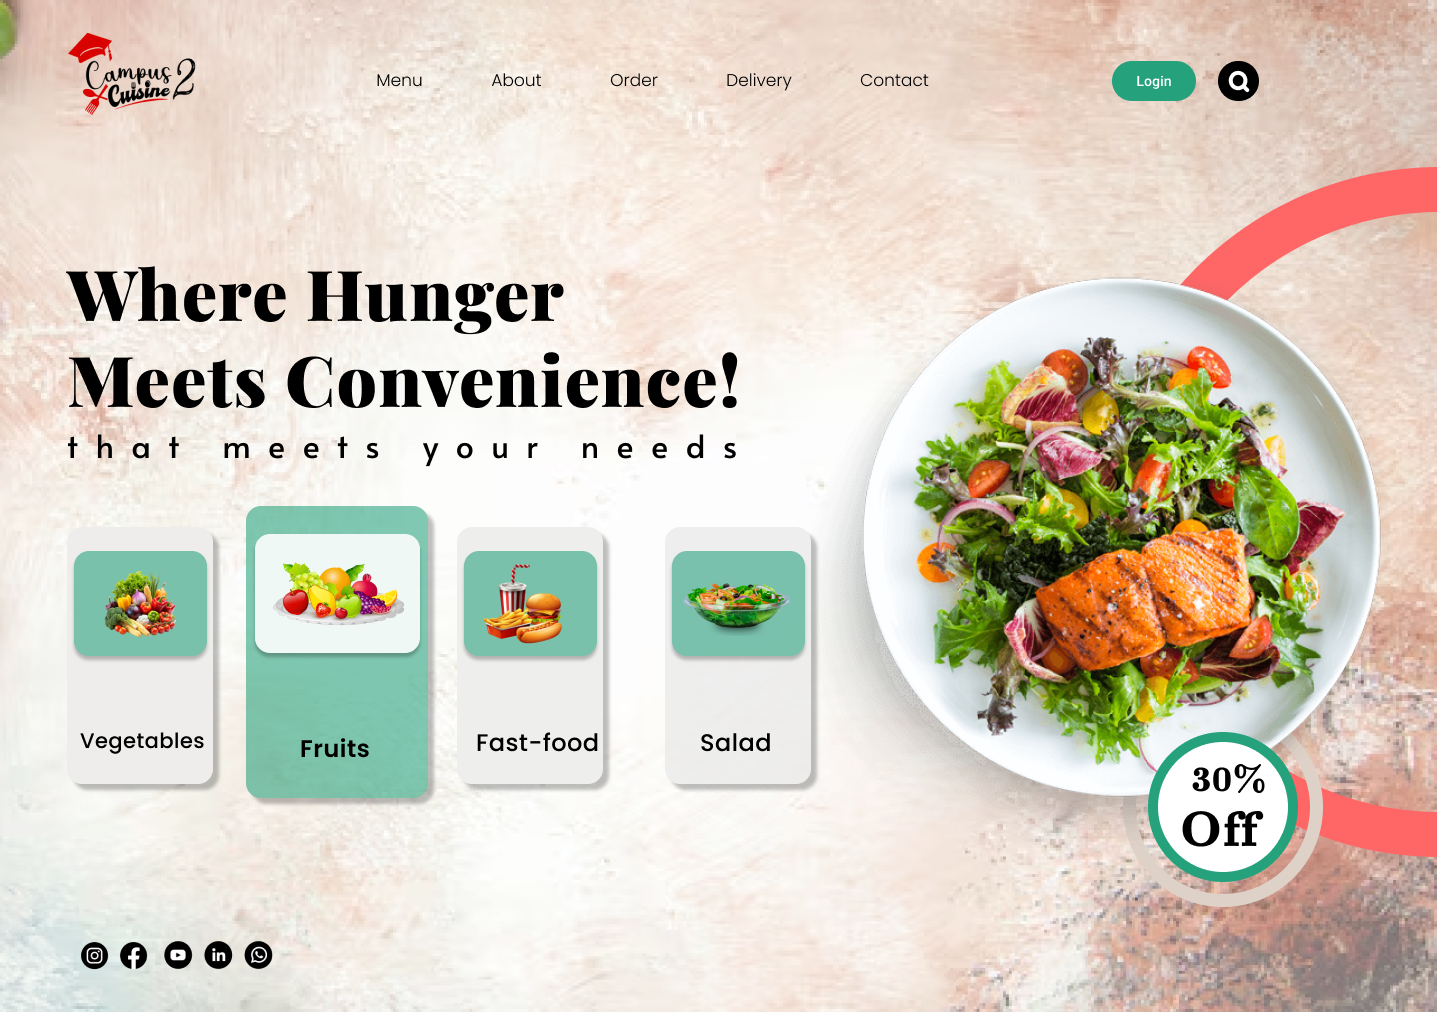 Campus
Cuisine 2
Menu
About
Order
Delivery
Contact
Login
Where Hunger
Meets Convenience!
that meets your needs
Vegetables
Fruits
Fast-food
Salad
30%
Off
in